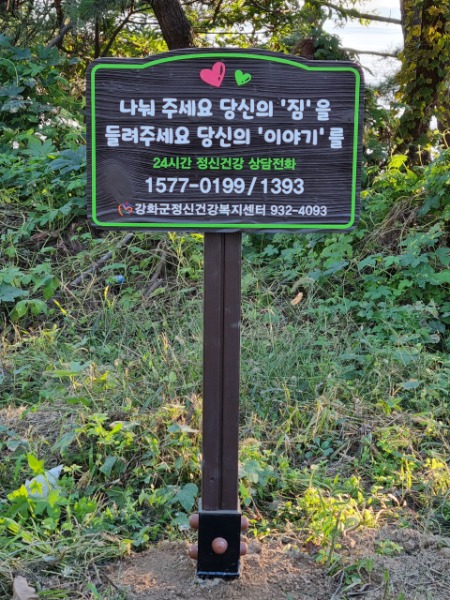 나눠 주세요 당신의 '짐'을
들려주세요 당신의 '이야기'를
24시간 정신건강 상담전화
1577-0199/1393
강화군정신건강복지센터 932-4093